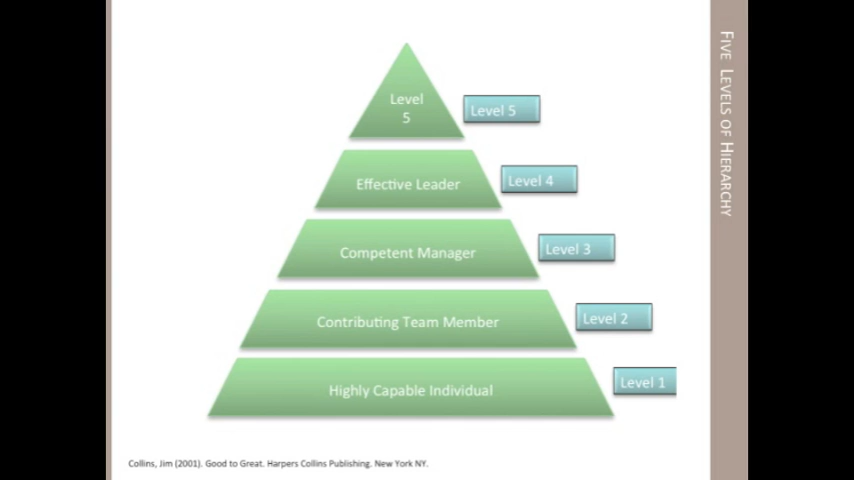 FIVE LEVELS OF HIERARCHY
Level
5
Level 5
Effective Leader
Level 4
Competent Manager
Level 3
Contributing Team Member
Level 2
Highly Capable Individual
Level 1
Collins, Jim (2001). Good to Great. Harpers Collins Publishing. New York NY.